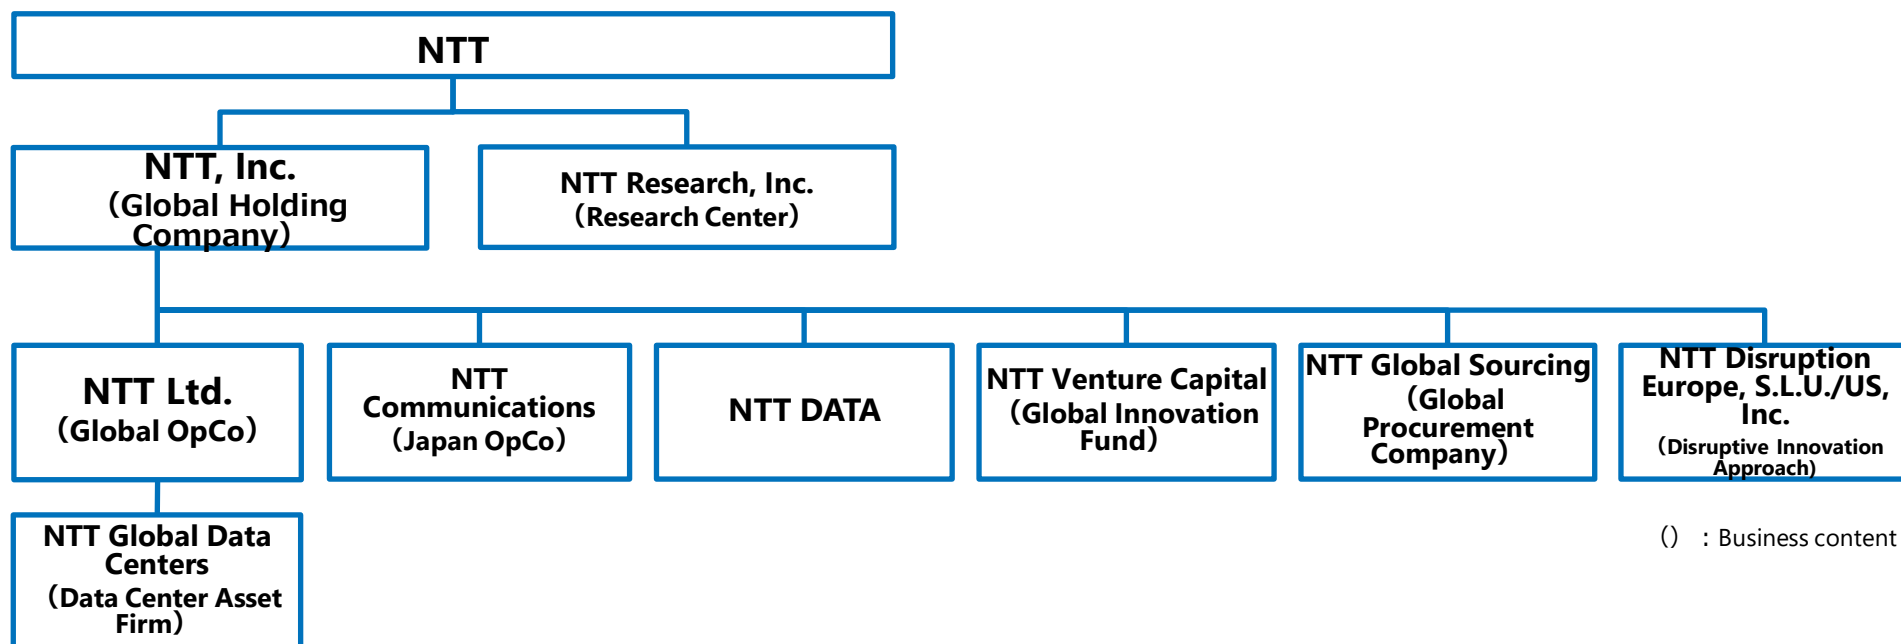 NTT
NTT, Inc.
（Global Holding
Company）
NTT Research, Inc.
（Research Center）
NTT Ltd.
（Global OpCo）
NTT
Communications
（Japan OpCo）
NTT DATA
NTT Venture Capital
（Global Innovation
Fund）
NTT Global Sourcing
（Global
Procurement
Company）
NTT Disruption
Europe, S.L.U./US,
Inc.
（Disruptive Innovation
Approach)
NTT Global Data
Centers
（Data Center Asset
Firm）
（）：Business content